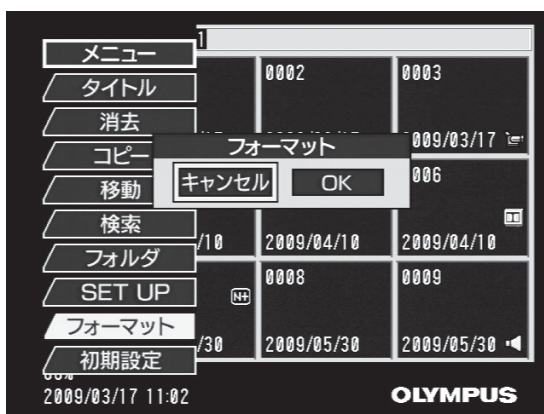 1
メニュー
タイトル
消去
コピー
移動
検索
フォルダ
SET UP
フォーマット
初期設定
0002
0003
009/03/17
フォーマット
キャンセル
OK
006
/10
2009/04/10
2009/04/10
N+
0008
0009
/30
2009/05/30
2009/05/30
2009/03/17 11:02
OLYMPUS